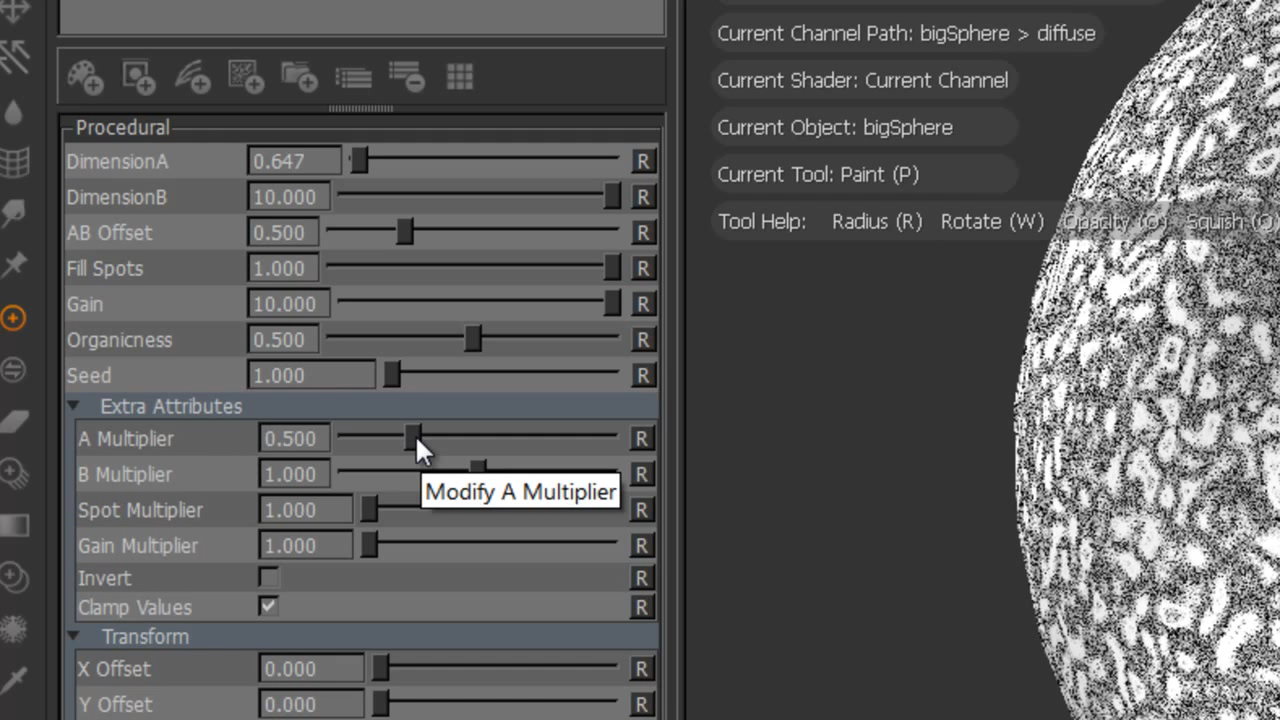 Current Channel Path: bigSphere > diffuse
Current Shader: Current Channel
Current Object: bigSphere
Current Tool: Paint (P)
Tool Help: Radius (R) Rotate (W) Opacity (O) Squish (Q)
Procedural
DimensionA 0.647 R
DimensionB 10.000 R
AB Offset 0.500 R
Fill Spots 1.000 R
Gain 10.000 R
Organicness 0.500 R
Seed 1.000 R
Extra Attributes
A Multiplier 0.500 R
B Multiplier 1.000 R
Modify A Multiplier
Spot Multiplier 1.000 R
Gain Multiplier 1.000 R
Invert R
Clamp Values R
Transform
X Offset 0.000 R
Y Offset 0.000 R